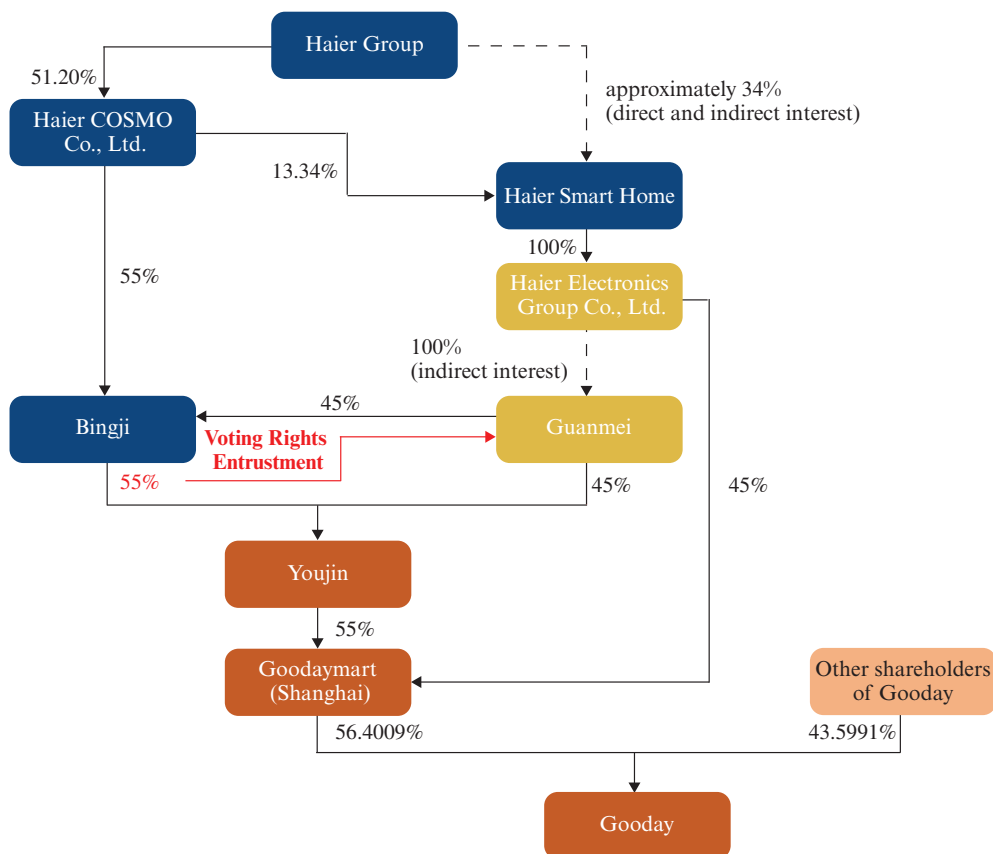 Haier Group
51.20%
approximately 34%
(direct and indirect interest)
Haier COSMO
Co., Ltd.
13.34%
Haier Smart Home
100%
55%
Haier Electronics
Group Co., Ltd.
100%
(indirect interest)
45%
Bingji
Guanmei
Voting Rights
Entrustment
55%
45%
45%
Youjin
55%
Goodaymart
(Shanghai)
Other shareholders
of Gooday
56.4009%
43.5991%
Gooday